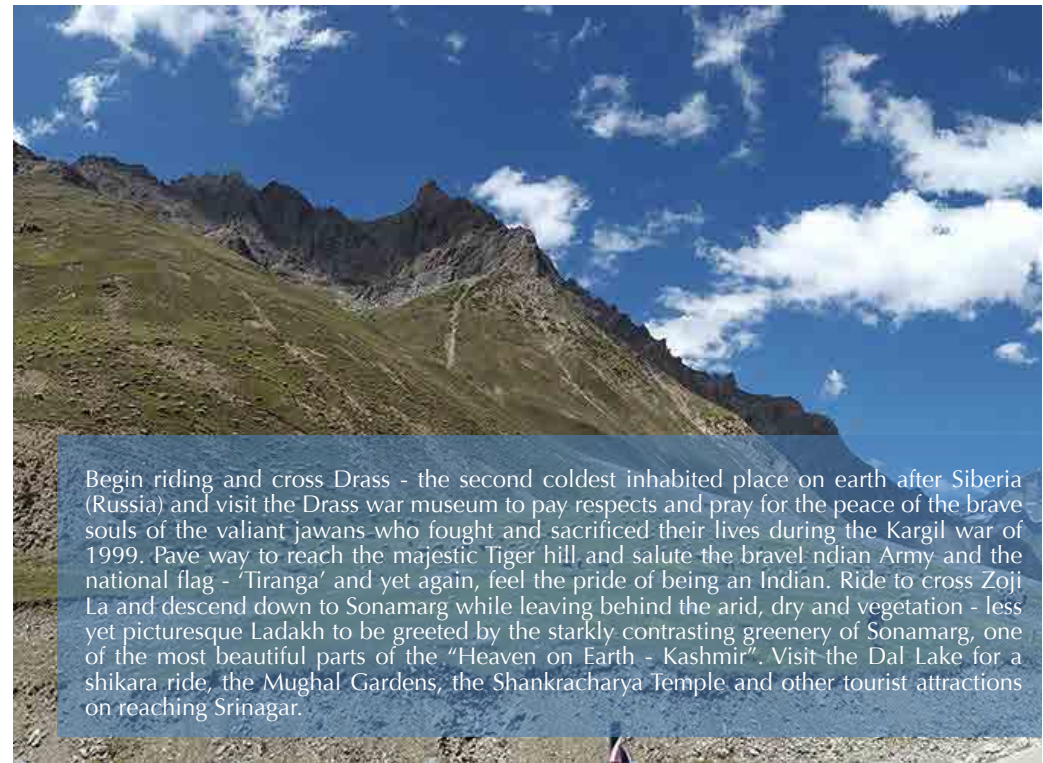 Begin riding and cross Drass - the second coldest inhabited place on earth after Siberia
(Russia) and visit the Drass war museum to pay respects and pray for the peace of the brave
souls of the valiant jawans who fought and sacrificed their lives during the Kargil war of
1999. Pave way to reach the majestic Tiger hill and salute the braveI ndian Army and the
national flag - ‘Tiranga’ and yet again, feel the pride of being an Indian. Ride to cross Zoji
La and descend down to Sonamarg while leaving behind the arid, dry and vegetation - less
yet picturesque Ladakh to be greeted by the starkly contrasting greenery of Sonamarg, one
of the most beautiful parts of the “Heaven on Earth - Kashmir”. Visit the Dal Lake for a
shikara ride, the Mughal Gardens, the Shankracharya Temple and other tourist attractions
on reaching Srinagar.